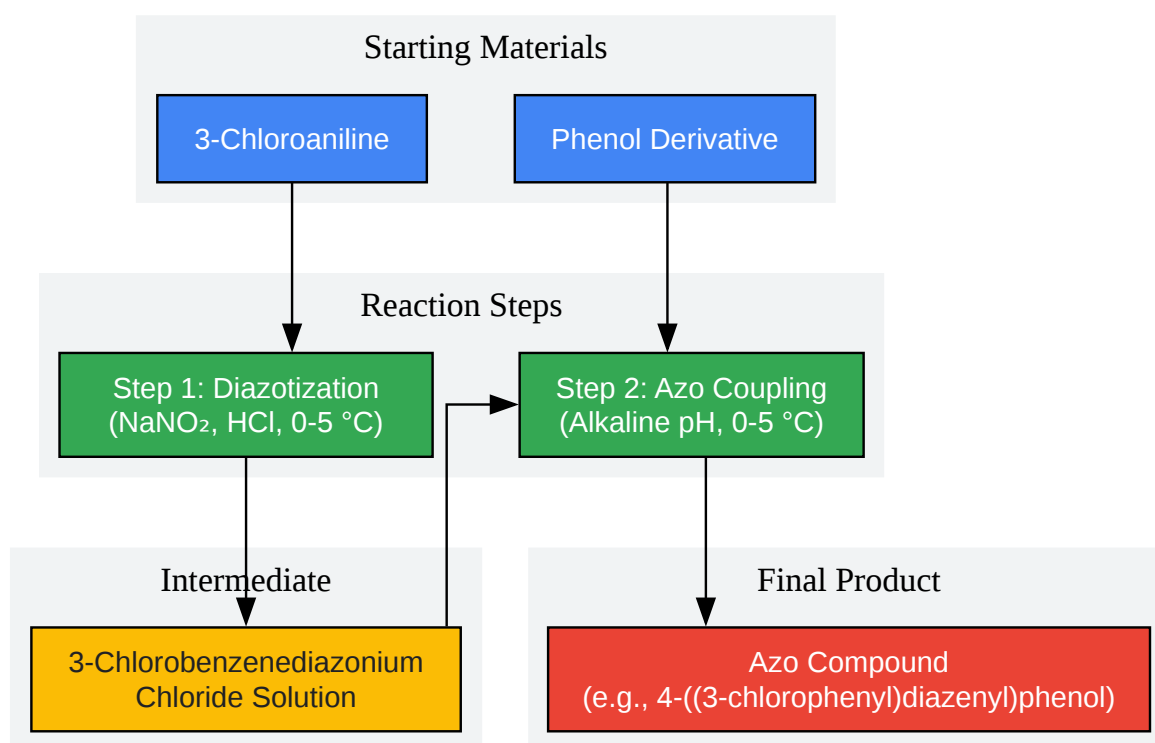 Starting Materials
3-Chloroaniline
Phenol Derivative
Reaction Steps
Step 1: Diazotization
(NaNO₂, HCl, 0-5 °C)
Step 2: Azo Coupling
(Alkaline pH, 0-5 °C)
Intermediate
3-Chlorobenzenediazonium
Chloride Solution
Final Product
Azo Compound
(e.g., 4-((3-chlorophenyl)diazenyl)phenol)